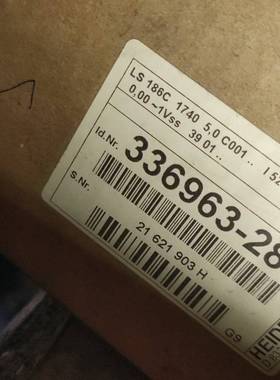 LS 186C 1740 5,0 C001 ..
0,00 ~1Vss 39 01 ..
Id.Nr. 336963-28
S.Nr.
21 621 903 H
G9